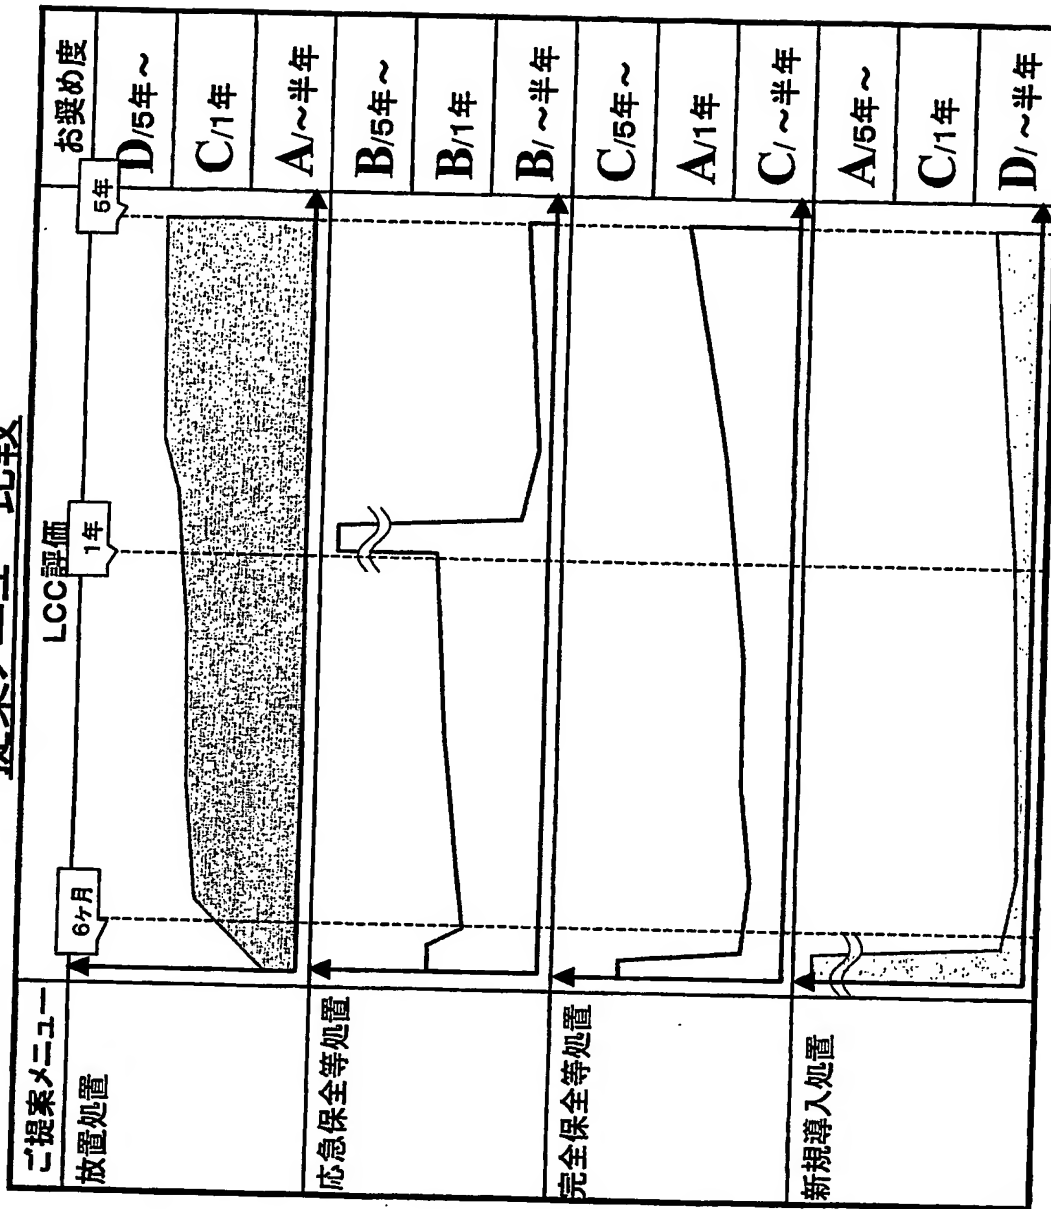 ご提案メニュー
LCC評価
お奨め度
6ヶ月
1年
5年
放置処置
D/5年~
C/1年
A/~半年
応急保全等処置
B/5年~
B/1年
B/~半年
完全保全等処置
C/5年~
A/1年
C/~半年
新規導入処置
A/5年~
C/1年
D/~半年